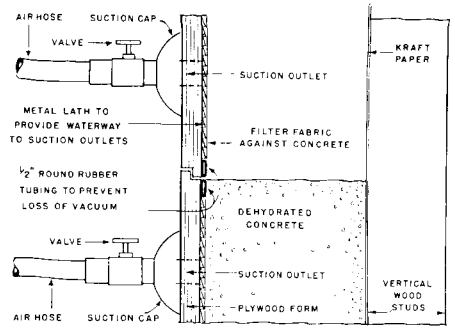 AIR HOSE
SUCTION CAP
VALVE
KRAFT
PAPER
SUCTION OUTLET
METAL LATH TO
PROVIDE WATERWAY
TO SUCTION OUTLETS
FILTER FABRIC
AGAINST CONCRETE
1/2" ROUND RUBBER
TUBING TO PREVENT
LOSS OF VACUUM
DEHYDRATED
CONCRETE
VALVE
SUCTION OUTLET
VERTICAL
WOOD
STUDS
AIR HOSE
SUCTION CAP
PLYWOOD FORM